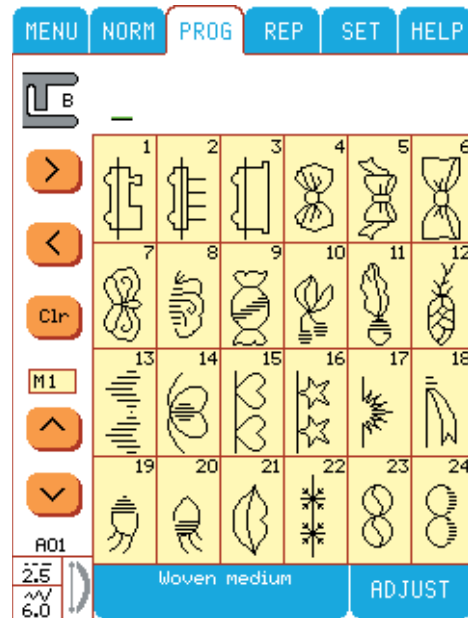 MENU NORM PROG REP SET HELP
B
1 2 3 4 5 6
7 8 9 10 11 12
Clr
M1
13 14 15 16 17 18
19 20 21 22 23 24
A01
2.5
6.0
Woven medium
ADJUST